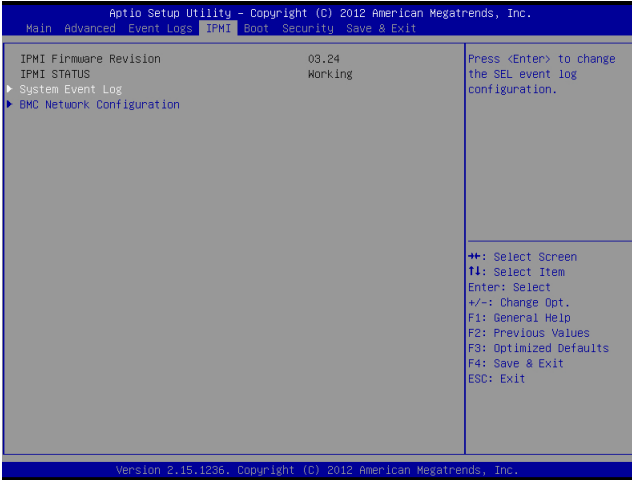 Aptio Setup Utility – Copyright (C) 2012 American Megatrends, Inc.
Main Advanced Event Logs IPMI Boot Security Save & Exit
IPMI Firmware Revision 03.24
IPMI STATUS Working
System Event Log
BMC Network Configuration
Press <Enter> to change
the SEL event log
configuration.
→←: Select Screen
↑↓: Select Item
Enter: Select
+/-: Change Opt.
F1: General Help
F2: Previous Values
F3: Optimized Defaults
F4: Save & Exit
ESC: Exit
Version 2.15.1236. Copyright (C) 2012 American Megatrends, Inc.